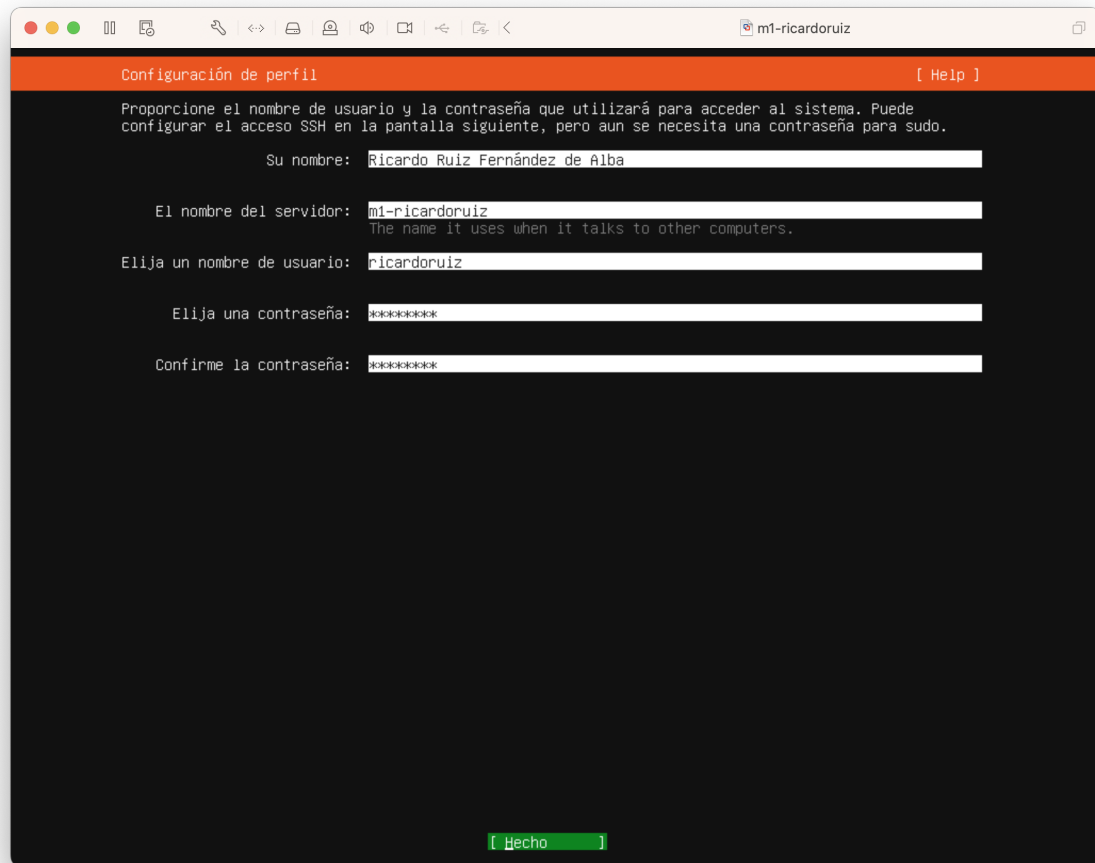 m1-ricardoruiz
Configuración de perfil [ Help ]
Proporcione el nombre de usuario y la contraseña que utilizará para acceder al sistema. Puede
configurar el acceso SSH en la pantalla siguiente, pero aun se necesita una contraseña para sudo.
Su nombre: Ricardo Ruiz Fernández de Alba
El nombre del servidor: m1-ricardoruiz
The name it uses when it talks to other computers.
Elija un nombre de usuario: ricardoruiz
Elija una contraseña: ********
Confirme la contraseña: ********
[ Hecho ]